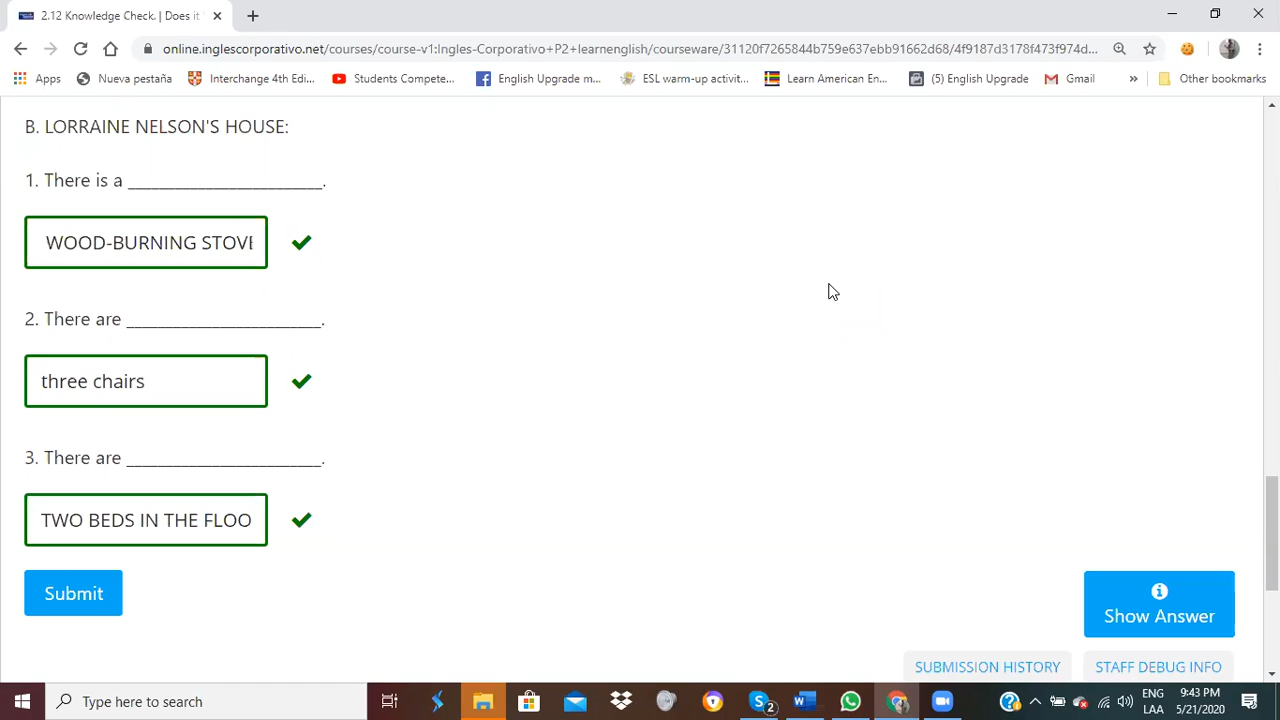 2.12 Knowledge Check. | Does it
online.inglescorporativo.net/courses/course-v1:Ingles-Corporativo+P2+learnenglish/courseware/31120f7265844b759e637ebb91662d68/4f9187d3178f473f974d...
Apps Nueva pestaña Interchange 4th Edi... Students Compete... English Upgrade m... ESL warm-up activit... Learn American En... (5) English Upgrade Gmail » Other bookmarks
B. LORRAINE NELSON'S HOUSE:
1. There is a ________________________.
WOOD-BURNING STOVE
2. There are ________________________.
three chairs
3. There are ________________________.
TWO BEDS IN THE FLOO
Submit
Show Answer
SUBMISSION HISTORY STAFF DEBUG INFO
Type here to search
2
ENG 9:43 PM
LAA 5/21/2020